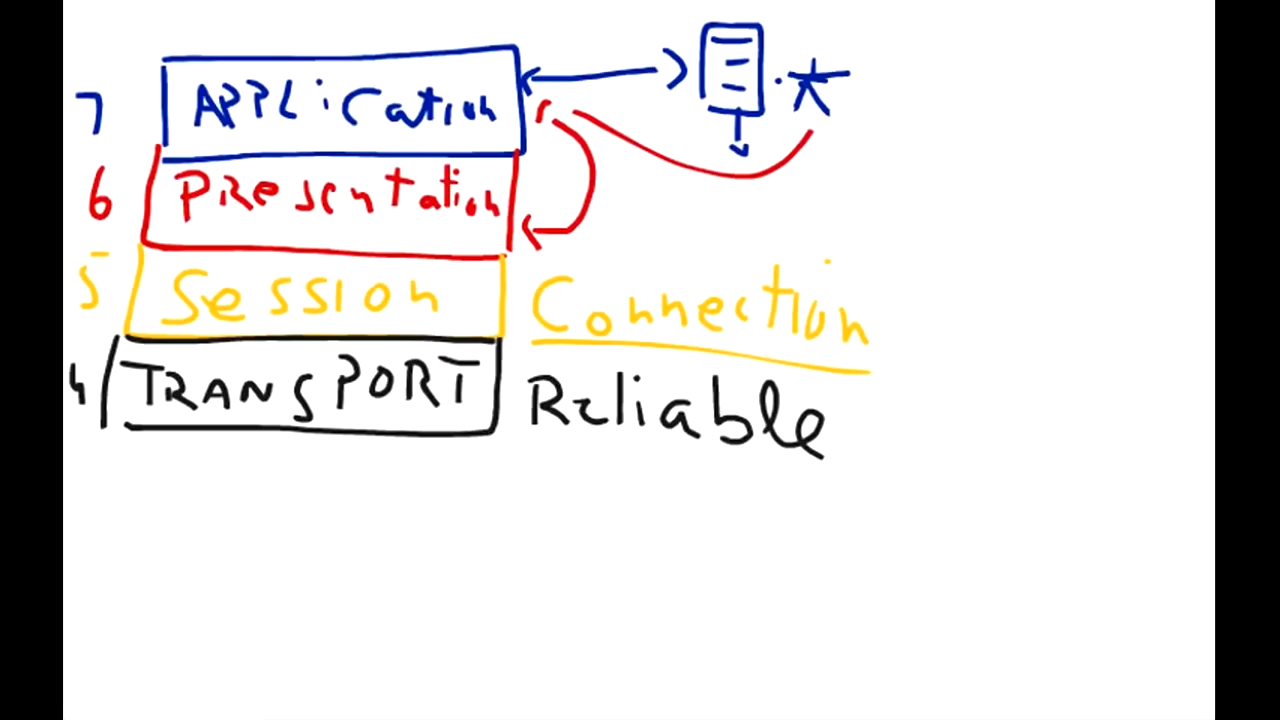 7 APPLiCation
6 PResentation
5 Session Connection
4 TRANSPORT Reliable